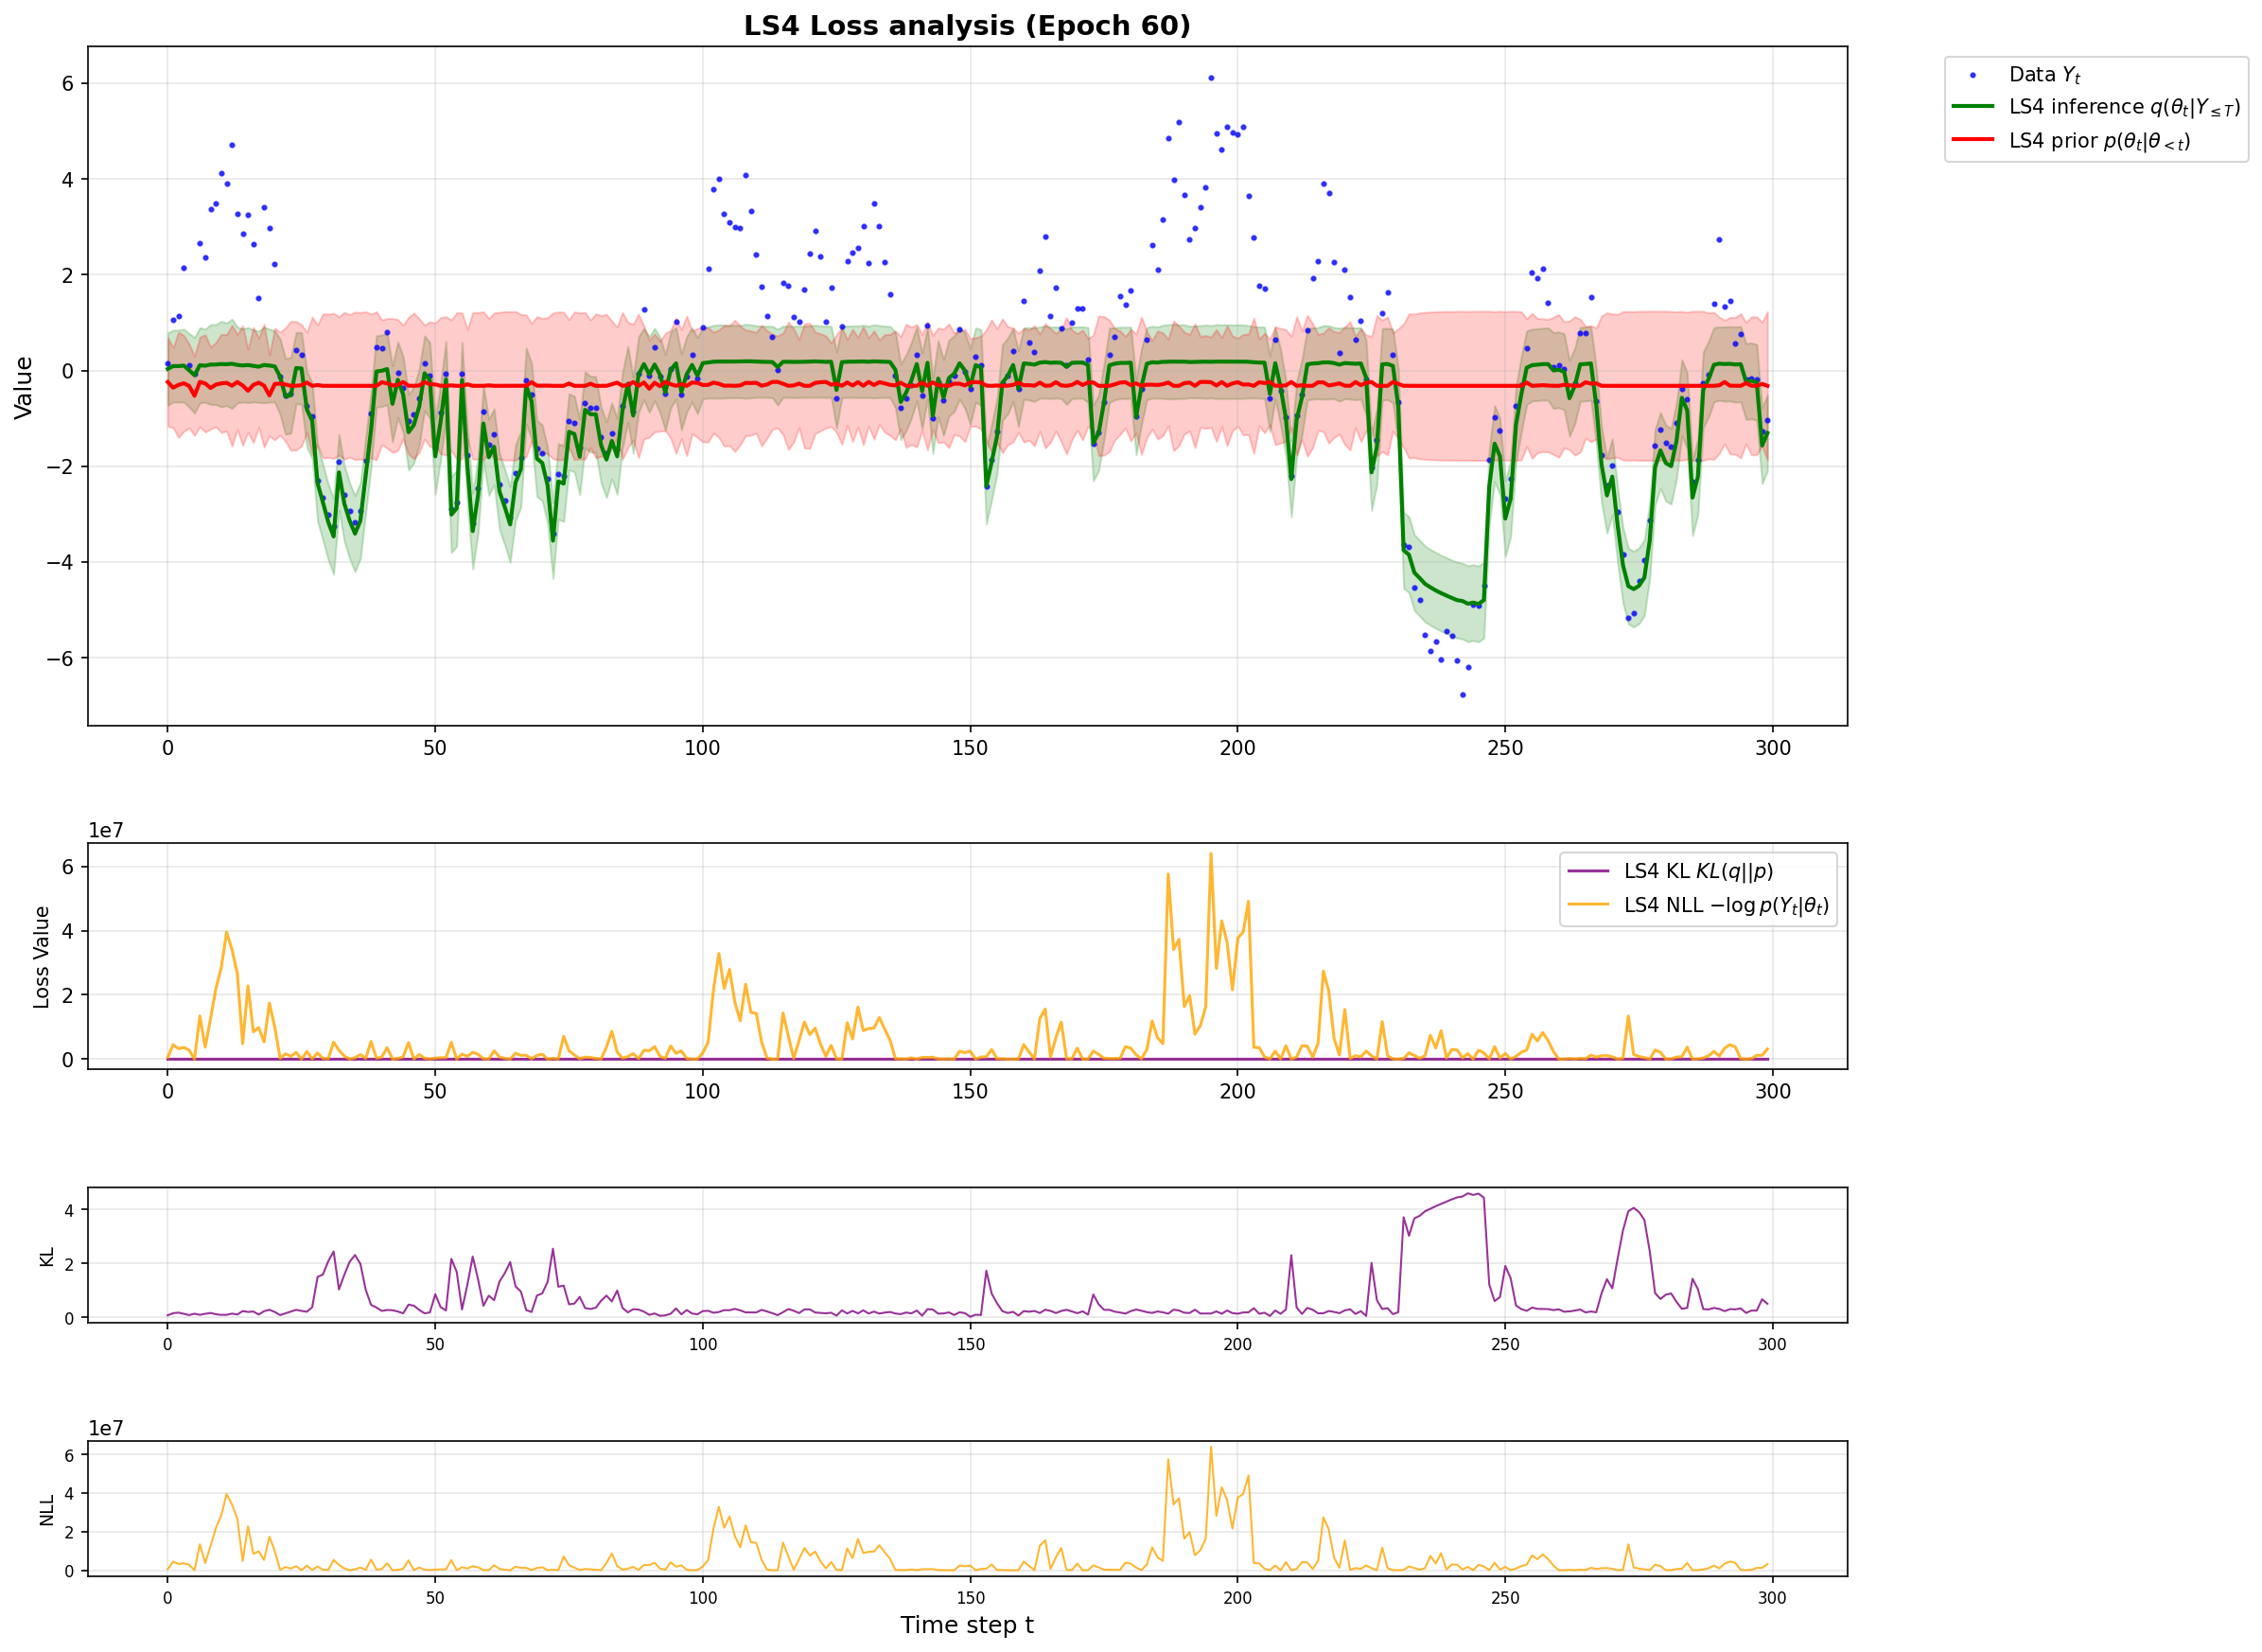 LS4 Loss analysis (Epoch 60)
Value
6
4
2
0
−2
−4
−6
0 50 100 150 200 250 300
Data Y_t
LS4 inference q(θ_t|Y_{≤T})
LS4 prior p(θ_t|θ_{<t})
1e7
Loss Value
6
4
2
0
LS4 KL KL(q||p)
LS4 NLL −log p(Y_t|θ_t)
0 50 100 150 200 250 300
KL
4
2
0
0 50 100 150 200 250 300
1e7
NLL
6
4
2
0
0 50 100 150 200 250 300
Time step t